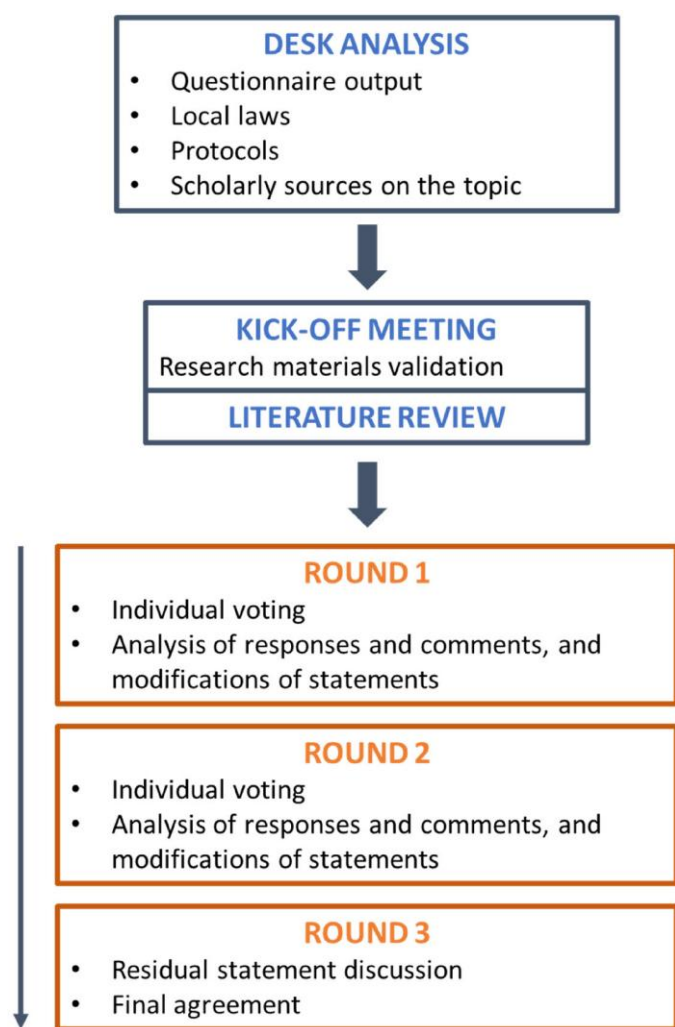 DESK ANALYSIS
• Questionnaire output
• Local laws
• Protocols
• Scholarly sources on the topic
KICK-OFF MEETING
Research materials validation
LITERATURE REVIEW
ROUND 1
• Individual voting
• Analysis of responses and comments, and
modifications of statements
ROUND 2
• Individual voting
• Analysis of responses and comments, and
modifications of statements
ROUND 3
• Residual statement discussion
• Final agreement